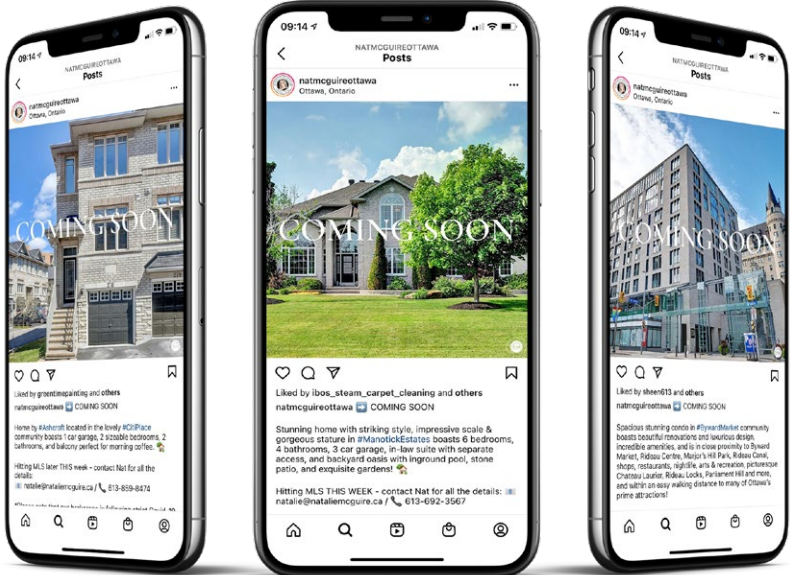 09:14
NATMCGUIREOTTAWA
Posts
natmcguireottawa
Ottawa, Ontario
COMING SOON
Liked by greentimepainting and others
natmcguireottawa ➡️ COMING SOON
Home by #Ashcroft located in the lovely #CitiPlace
community boasts 1 car garage, 2 sizeable bedrooms, 2
bathrooms, and balcony perfect for morning coffee. 🏡
Hitting MLS later THIS week - contact Nat for all the
details:
📧 natalie@nataliemcguire.ca / 📞 613-859-8474
09:14
NATMCGUIREOTTAWA
Posts
natmcguireottawa
Ottawa, Ontario
COMING SOON
Liked by ibos_steam_carpet_cleaning and others
natmcguireottawa ➡️ COMING SOON
Stunning home with striking style, impressive scale &
gorgeous stature in #ManotickEstates boasts 6 bedrooms,
4 bathrooms, 3 car garage, in-law suite with separate
access, and backyard oasis with inground pool, stone
patio, and exquisite gardens! 🏡
Hitting MLS THIS WEEK - contact Nat for all the details: 📧
natalie@nataliemcguire.ca / 📞 613-692-3567
09:14
NATMCGUIREOTTAWA
Posts
natmcguireottawa
Ottawa, Ontario
COMING SOON
Liked by sheen613 and others
natmcguireottawa ➡️ COMING SOON
Spacious stunning condo in #BywardMarket community
boasts beautiful renovations and luxurious design,
incredible amenities, and is in close proximity to Byward
Market, Rideau Centre, Marjor's Hill Park, Rideau Canal,
shops, restaurants, nightlife, arts & recreation, picturesque
Chateau Laurier, Rideau Locks, Parliament Hill and more,
and within an easy walking distance to many of Ottawa's
prime attractions!